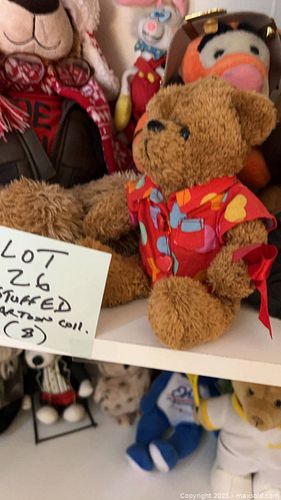 LOT
26
STUFFED
CARTOON COLL.
(8)
Copyright 2023 - maxsold.com